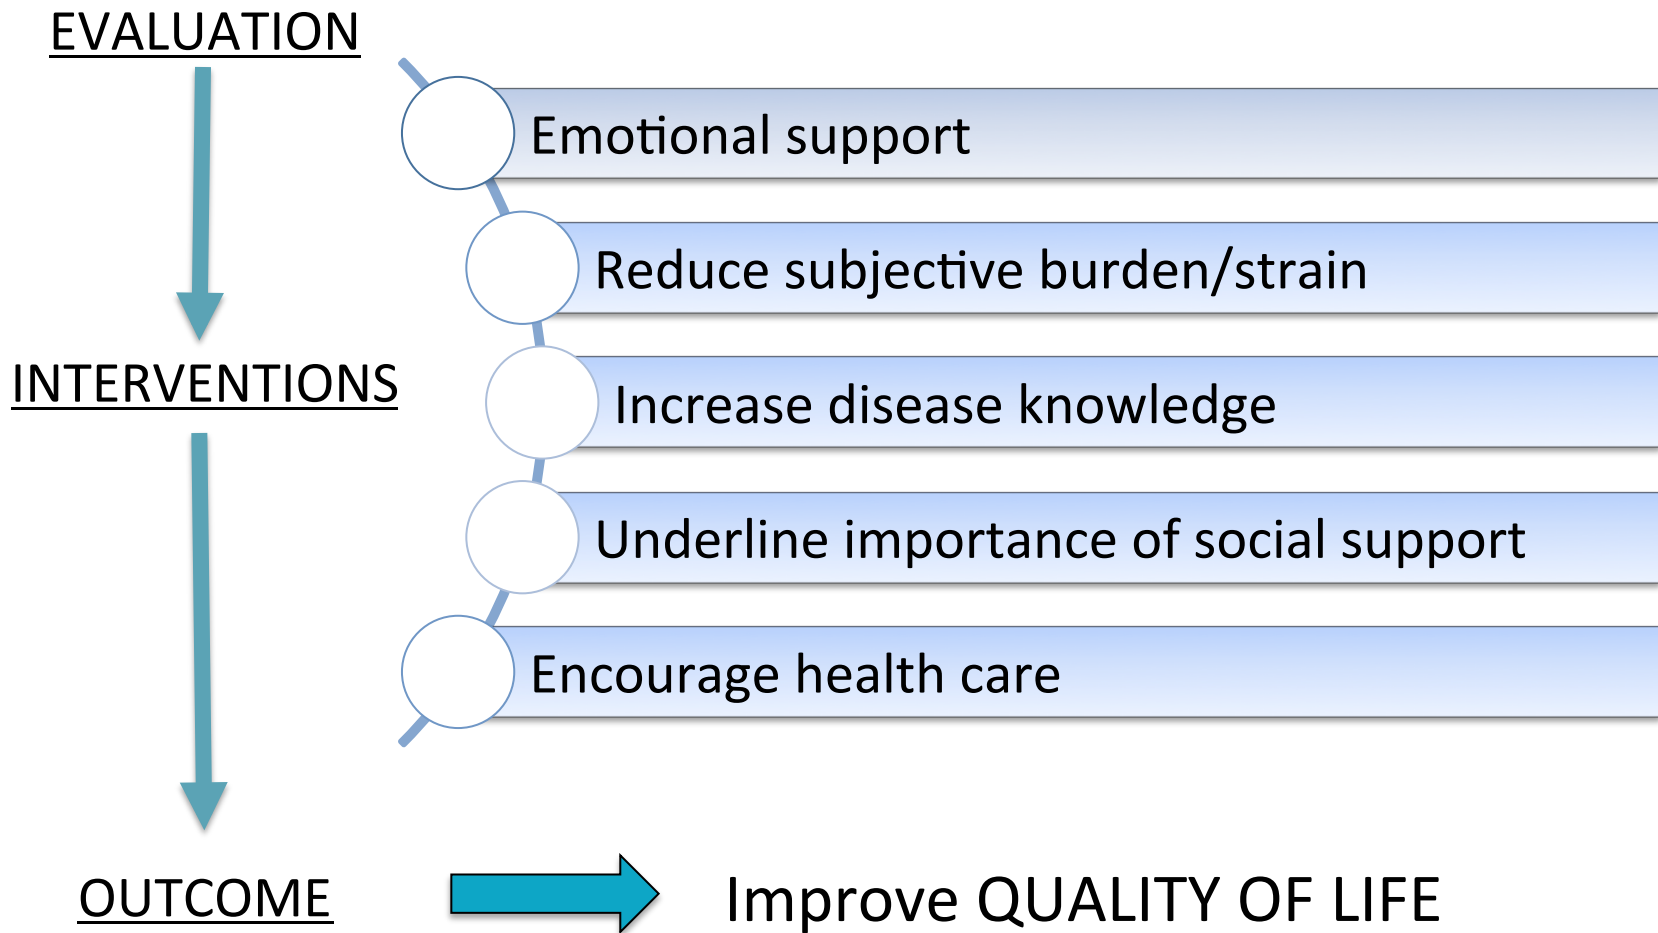 EVALUATION
Emotional support
Reduce subjective burden/strain
INTERVENTIONS
Increase disease knowledge
Underline importance of social support
Encourage health care
OUTCOME
Improve QUALITY OF LIFE